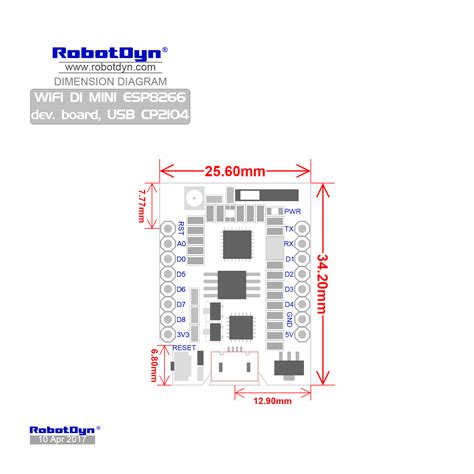 RobotDyn®
www.robotdyn.com
DIMENSION DIAGRAM
WIFI D1 MINI ESP8266
dev. board, USB CP2104
25.60mm
7.77mm
PWR
RST
TX
A0
RX
D0
D1
D5
D2
D6
D3
D7
D4
D8
GND
3V3
5V
34.20mm
RESET
6.80mm
12.90mm
RobotDyn®
10 Apr 2017